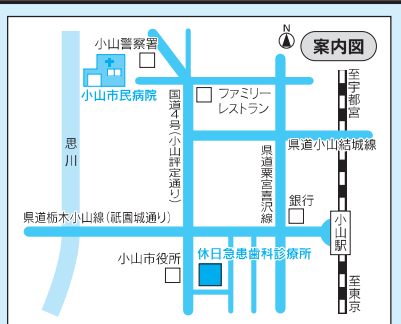 N
案内図
小山警察署
小山市民病院
ファミリー
レストラン
至宇都宮
国道4号(小山評定通り)
思川
県道小山結城線
県道粟宮喜沢線
銀行
県道栃木小山線(祇園城通り)
小山駅
小山市役所
休日急患歯科診療所
至東京